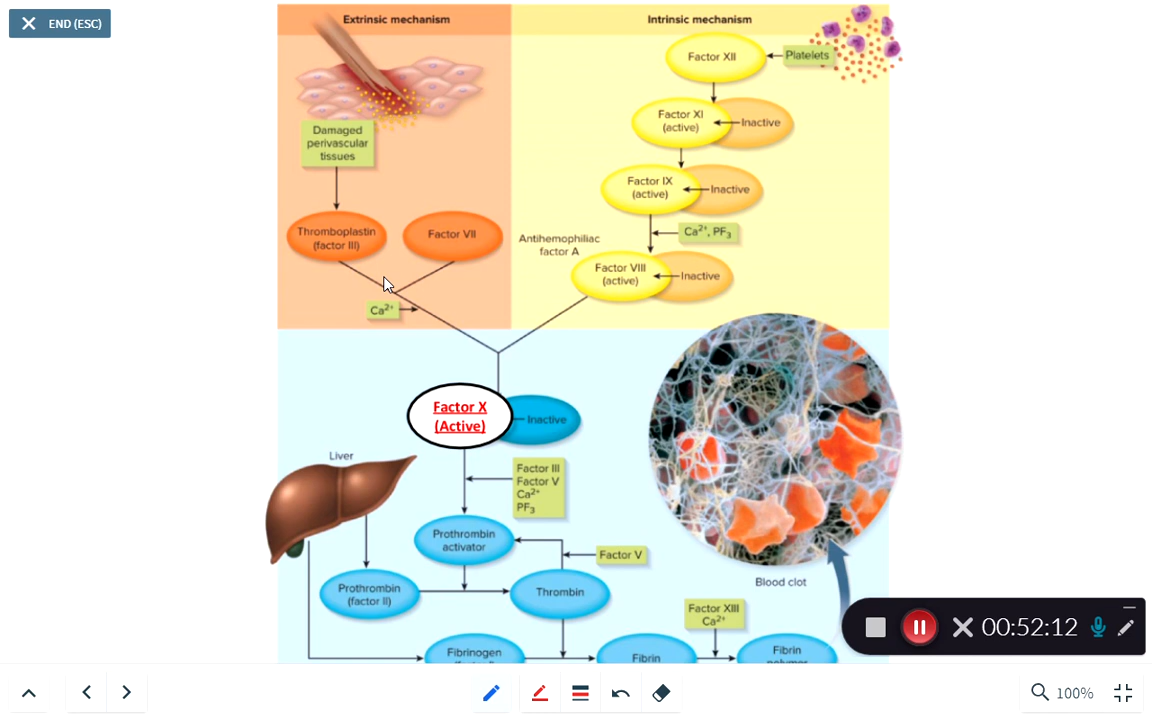 END (ESC)
Extrinsic mechanism
Intrinsic mechanism
Factor XII
Platelets
Factor XI
(active)
Inactive
Damaged
perivascular
tissues
Factor IX
(active)
Inactive
Thromboplastin
(factor III)
Factor VII
Ca2+, PF3
Antihemophiliac
factor A
Factor VIII
(active)
Inactive
Ca2+
Factor X
(Active)
Inactive
Liver
Factor III
Factor V
Ca2+
PF3
Prothrombin
activator
Factor V
Prothrombin
(factor II)
Thrombin
Blood clot
Factor XIII
Ca2+
00:52:12
Fibrinogen
Fibrin
Fibrin
100%